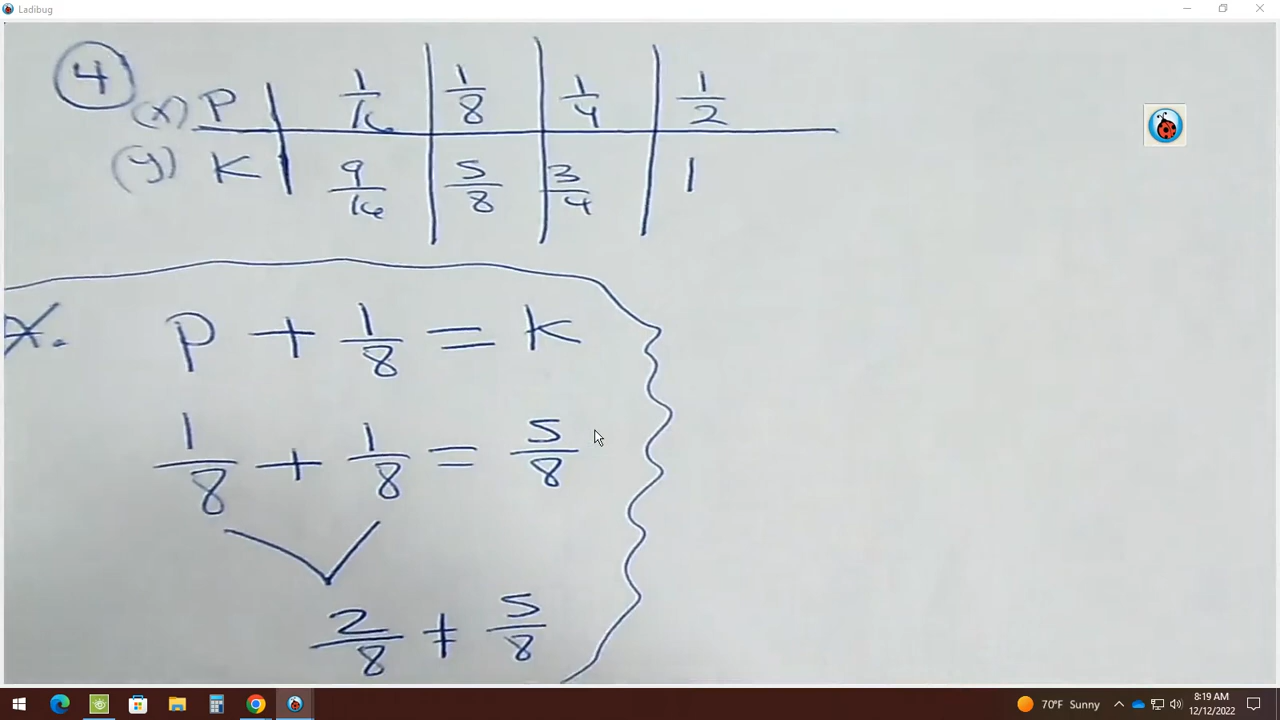 Ladibug
4
(x) P | 1/16 | 1/8 | 1/4 | 1/2
(y) K | 9/16 | 5/8 | 3/4 | 1
X. P + 1/8 = K
1/8 + 1/8 = 5/8
2/8 ≠ 5/8
70°F Sunny
8:19 AM
12/12/2022